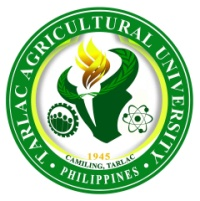 TARLAC AGRICULTURAL UNIVERSITY
1945
CAMILING, TARLAC
• PHILIPPINES •